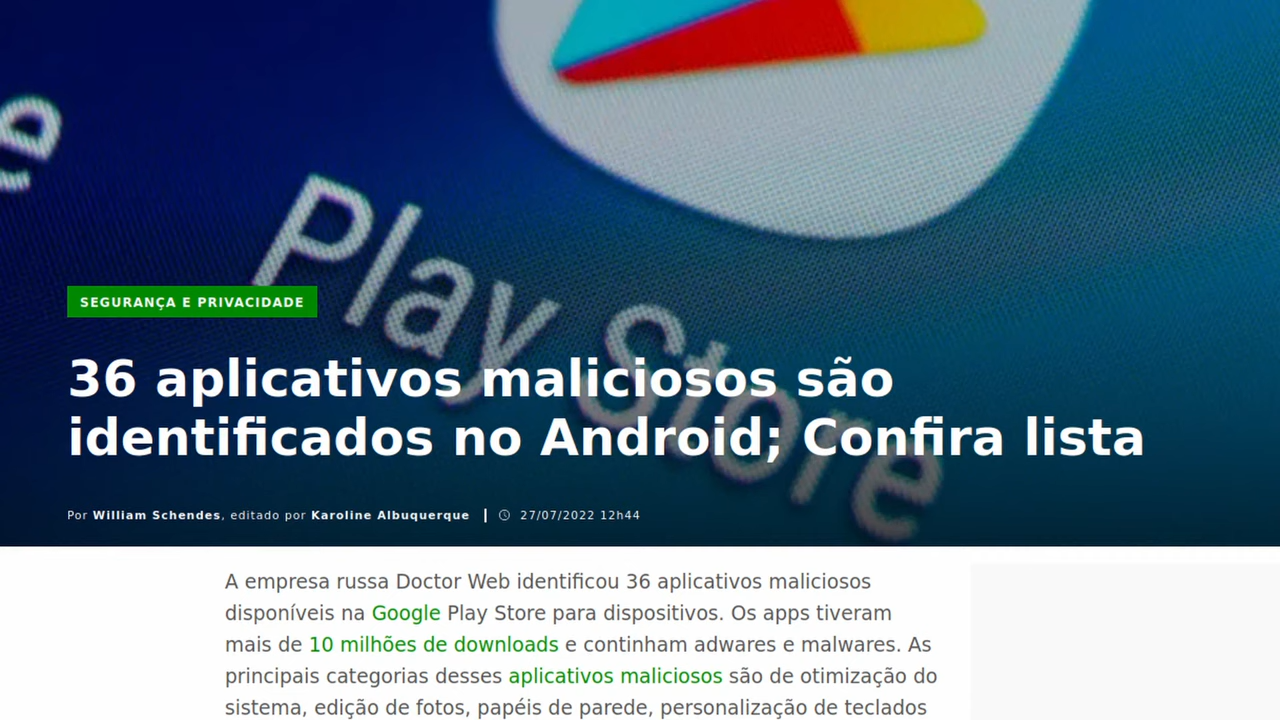 e
Play Store
SEGURANÇA E PRIVACIDADE
36 aplicativos maliciosos são
identificados no Android; Confira lista
Por William Schendes, editado por Karoline Albuquerque | 27/07/2022 12h44
A empresa russa Doctor Web identificou 36 aplicativos maliciosos
disponíveis na Google Play Store para dispositivos. Os apps tiveram
mais de 10 milhões de downloads e continham adwares e malwares. As
principais categorias desses aplicativos maliciosos são de otimização do
sistema, edição de fotos, papéis de parede, personalização de teclados